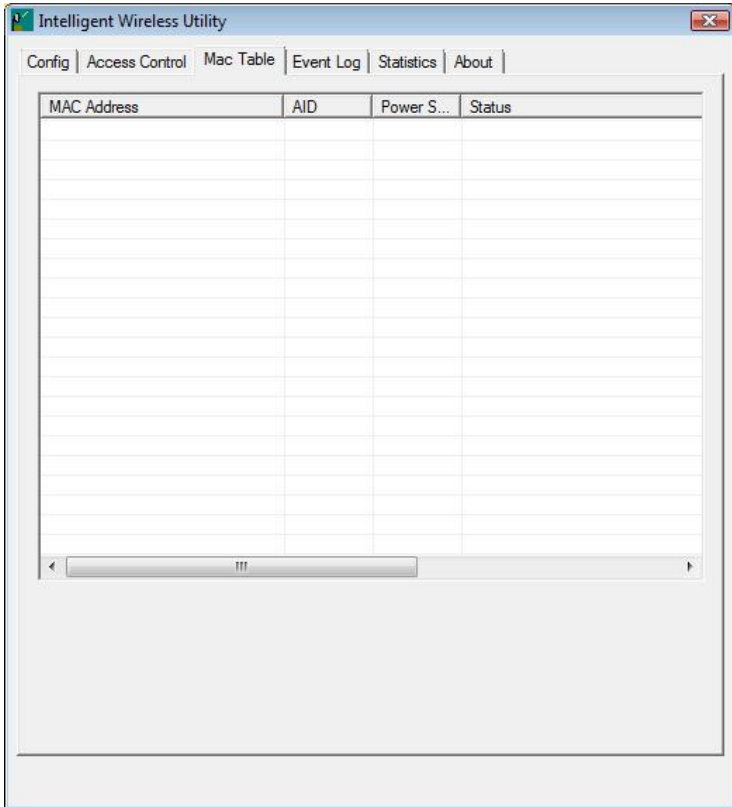 Intelligent Wireless Utility
Config Access Control Mac Table Event Log Statistics About
MAC Address AID Power S... Status